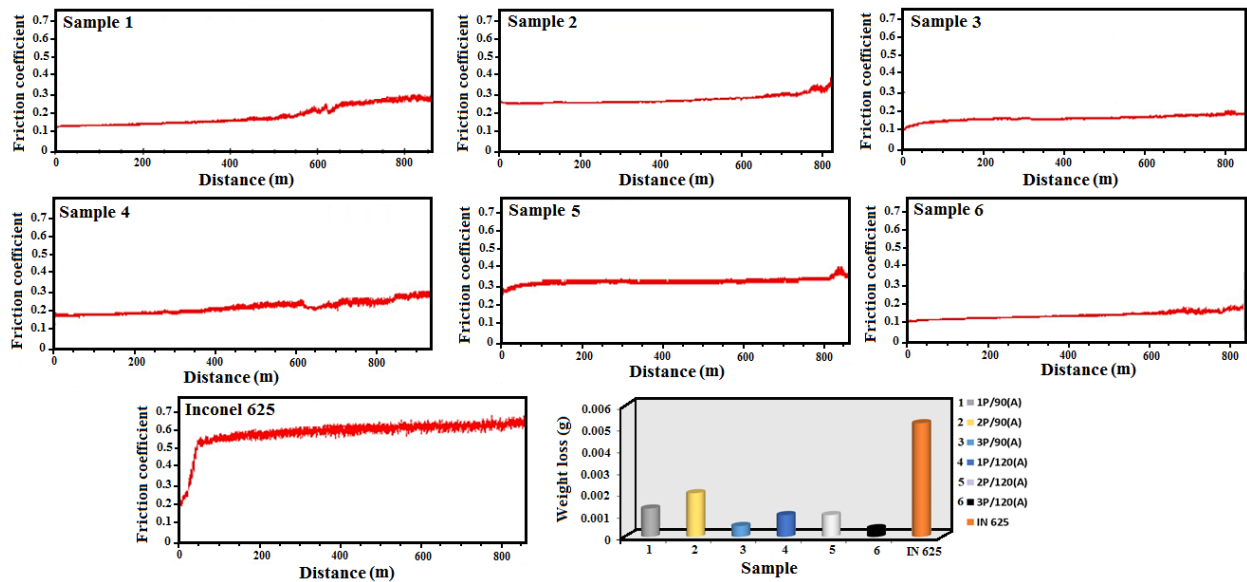 Sample 1
Friction coefficient
0.7
0.6
0.5
0.4
0.3
0.2
0.1
0
0 200 400 600 800
Distance (m)
Sample 2
Friction coefficient
0.7
0.6
0.5
0.4
0.3
0.2
0.1
0
0 200 400 600 800
Distance (m)
Sample 3
Friction coefficient
0.7
0.6
0.5
0.4
0.3
0.2
0.1
0
0 200 400 600 800
Distance (m)
Sample 4
Friction coefficient
0.7
0.6
0.5
0.4
0.3
0.2
0.1
0
0 200 400 600 800
Distance (m)
Sample 5
Friction coefficient
0.7
0.6
0.5
0.4
0.3
0.2
0.1
0
0 200 400 600 800
Distance (m)
Sample 6
Friction coefficient
0.7
0.6
0.5
0.4
0.3
0.2
0.1
0
0 200 400 600 800
Distance (m)
Inconel 625
Friction coefficient
0.7
0.6
0.5
0.4
0.3
0.2
0.1
0
0 200 400 600 800
Distance (m)
Weight loss (g)
0.006
0.005
0.004
0.003
0.002
0.001
0
1 2 3 4 5 6 IN 625
Sample
1 1P/90(A)
2 2P/90(A)
3 3P/90(A)
4 1P/120(A)
5 2P/120(A)
6 3P/120(A)
IN 625